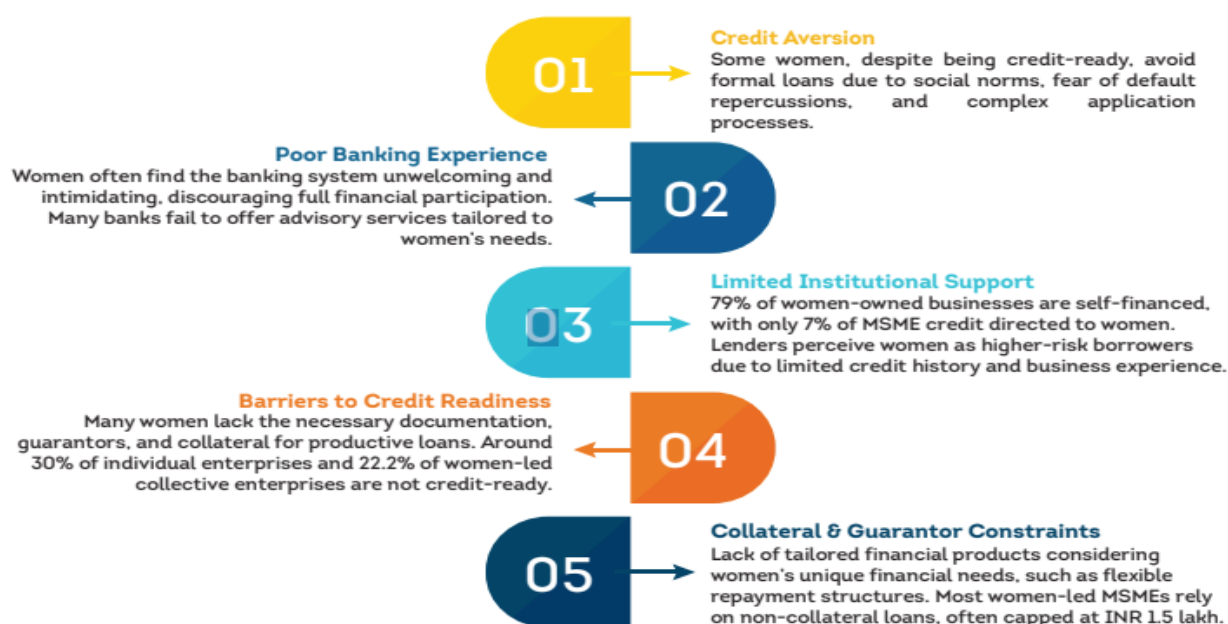 01
Credit Aversion
Some women, despite being credit-ready, avoid
formal loans due to social norms, fear of default
repercussions, and complex application
processes.
Poor Banking Experience
Women often find the banking system unwelcoming and
intimidating, discouraging full financial participation.
Many banks fail to offer advisory services tailored to
women's needs.
02
03
Limited Institutional Support
79% of women-owned businesses are self-financed,
with only 7% of MSME credit directed to women.
Lenders perceive women as higher-risk borrowers
due to limited credit history and business experience.
Barriers to Credit Readiness
Many women lack the necessary documentation,
guarantors, and collateral for productive loans. Around
30% of individual enterprises and 22.2% of women-led
collective enterprises are not credit-ready.
04
05
Collateral & Guarantor Constraints
Lack of tailored financial products considering
women's unique financial needs, such as flexible
repayment structures. Most women-led MSMEs rely
on non-collateral loans, often capped at INR 1.5 lakh.